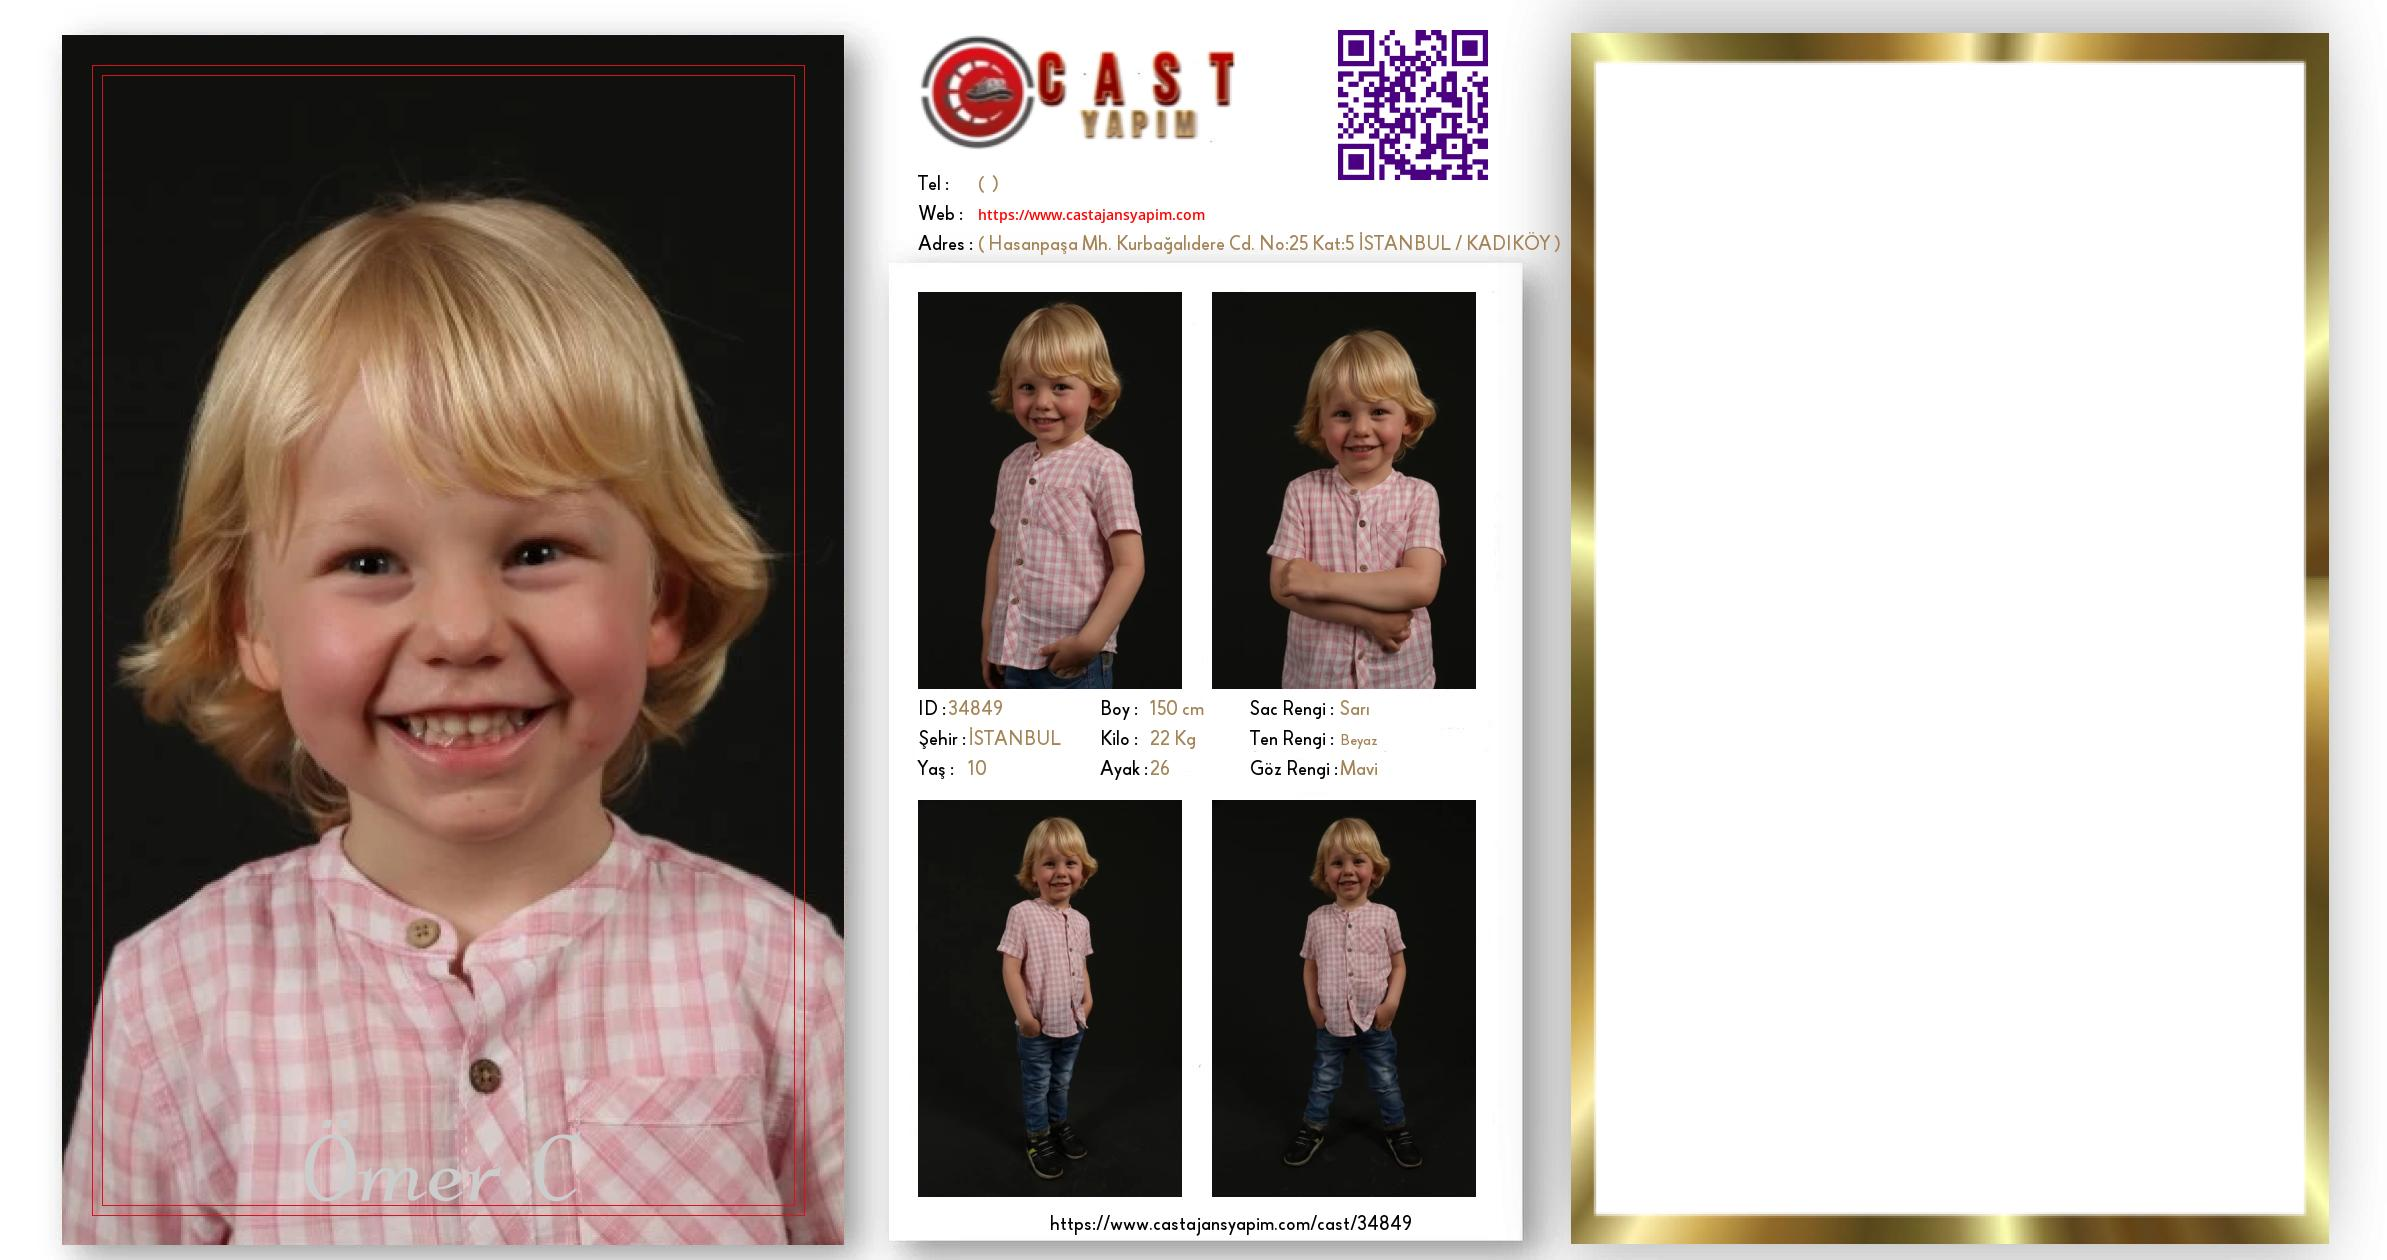 Ömer C
CAST
YAPIM
Tel : ( )
Web : https://www.castajansyapim.com
Adres : ( Hasanpaşa Mh. Kurbağalıdere Cd. No:25 Kat:5 İSTANBUL / KADIKÖY )
ID : 34849 Boy : 150 cm Sac Rengi : Sarı
Şehir : İSTANBUL Kilo : 22 Kg Ten Rengi : Beyaz
Yaş : 10 Ayak : 26 Göz Rengi : Mavi
https://www.castajansyapim.com/cast/34849